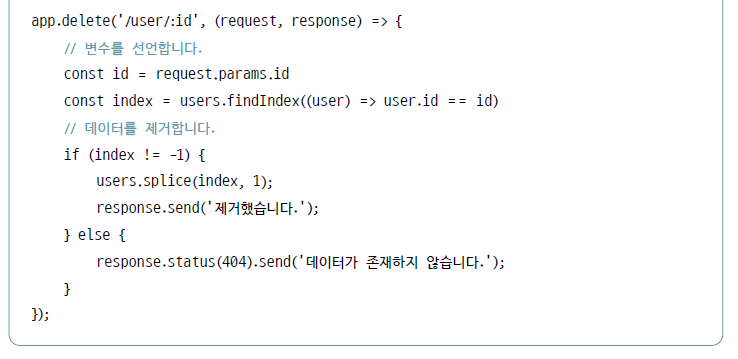 app.delete('/user/:id', (request, response) => {
    // 변수를 선언합니다.
    const id = request.params.id
    const index = users.findIndex((user) => user.id == id)
    // 데이터를 제거합니다.
    if (index != -1) {
        users.splice(index, 1);
        response.send('제거했습니다.');
    } else {
        response.status(404).send('데이터가 존재하지 않습니다.');
    }
});